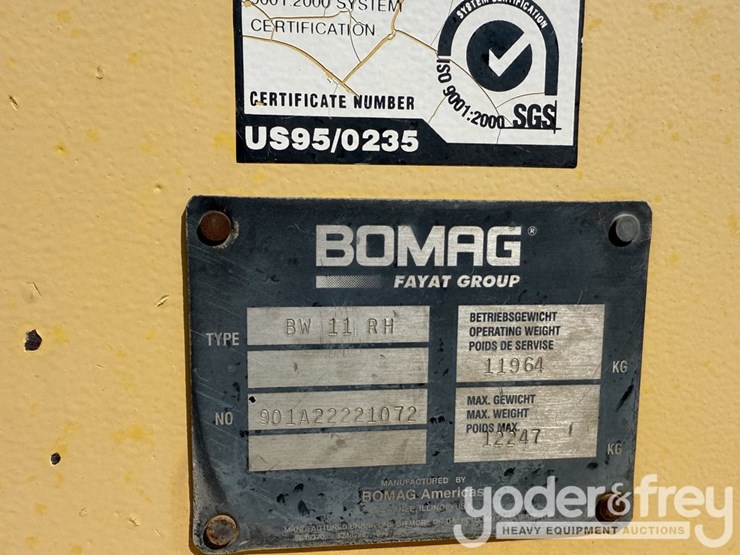 9001:2000 SYSTEM
CERTIFICATION
SYSTEM CERTIFICATION
ISO 9001:2000
SGS
CERTIFICATE NUMBER
US95/0235
BOMAG®
FAYAT GROUP
TYPE
BW 11 RH
NO
901A22221072
BETRIEBSGEWICHT
OPERATING WEIGHT
POIDS DE SERVISE
11964
KG
MAX. GEWICHT
MAX. WEIGHT
POIDS MAX.
12247
KG
MANUFACTURED BY
BOMAG Americas
yoder&frey
HEAVY EQUIPMENT AUCTIONS